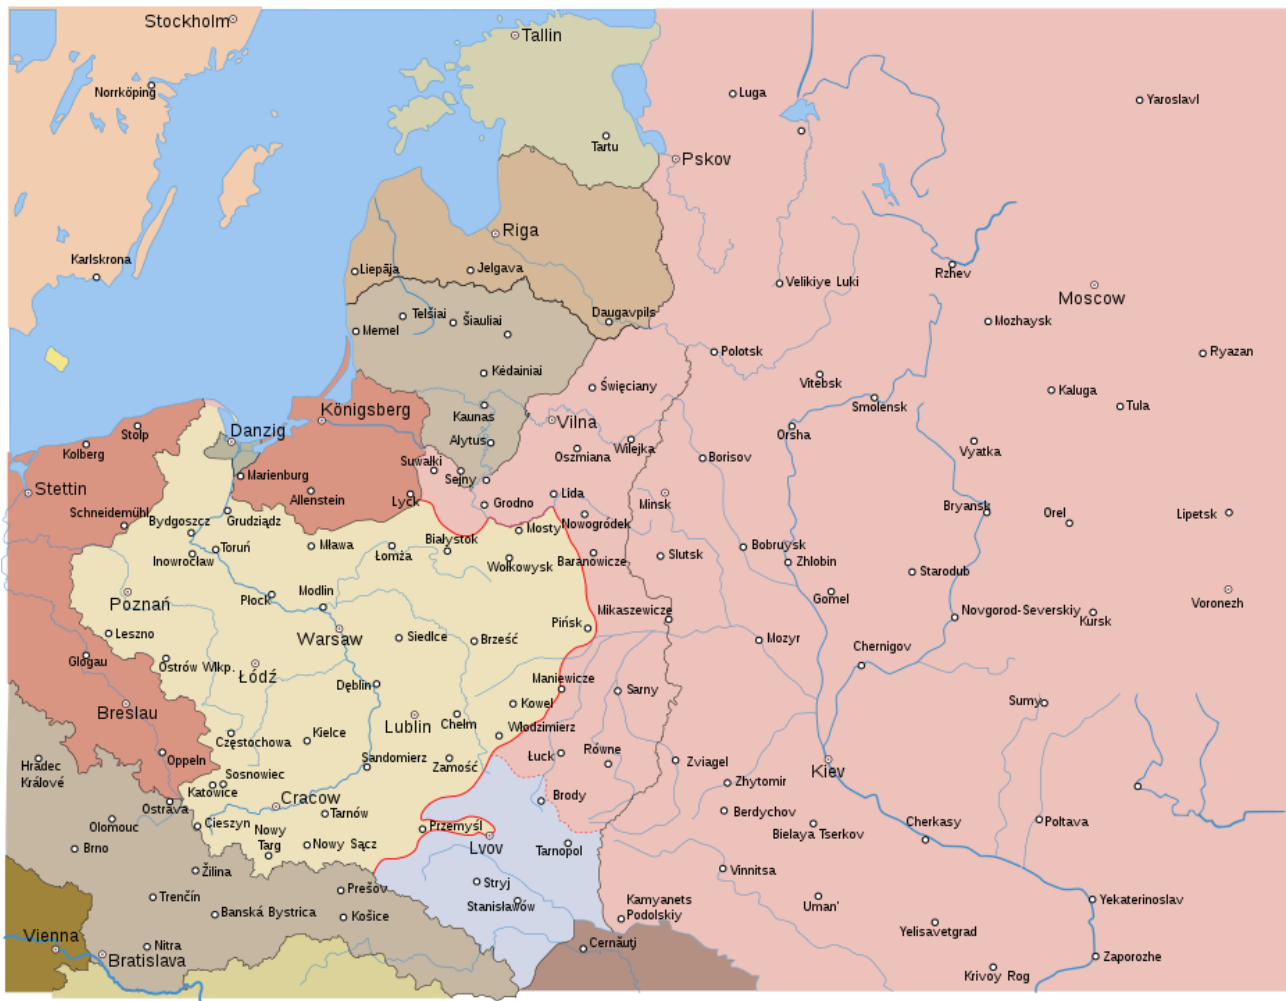 Stockholm
Tallin
Norrköping
Luga
Yaroslavl
Tartu
Pskov
Riga
Karlskrona
Liepāja
Jelgava
Rzhev
Velikiye Luki
Moscow
Telšiai
Šiauliai
Daugavpils
Memel
Mozhaysk
Polotsk
Ryazan
Kėdainiai
Święciany
Vitebsk
Kaluga
Smolensk
Tula
Königsberg
Kaunas
Vilna
Stolp
Danzig
Orsha
Kolberg
Alytus
Wilejka
Vyatka
Oszmiana
Borisov
Suwałki
Sejny
Marienburg
Stettin
Allenstein
Łyck
Grodno
Lida
Minsk
Schneidemühl
Bydgoszcz
Grudziądz
Mosty
Nowogródek
Bryansk
Orel
Lipetsk
Toruń
Mława
Łomża
Białystok
Bobruysk
Inowrocław
Wołkowysk
Baranowicze
Slutsk
Zhlobin
Starodub
Modlin
Płock
Poznań
Gomel
Voronezh
Mikaszewicze
Novgorod-Severskiy
Kursk
Leszno
Warsaw
Siedlce
Brześć
Pińsk
Mozyr
Chernigov
Glogau
Ostrów Wlkp.
Łódź
Dęblin
Maniewicze
Sarny
Kowel
Sumy
Breslau
Lublin
Chełm
Włodzimierz
Częstochowa
Kielce
Oppeln
Sandomierz
Zamość
Łuck
Równe
Zviagel
Kiev
Hradec
Králové
Sosnowiec
Katowice
Zhytomir
Cracow
Brody
Ostrava
Tarnów
Berdychov
Olomouc
Cieszyn
Nowy
Targ
Przemyśl
Bielaya Tserkov
Cherkasy
Poltava
Brno
Nowy Sącz
Lvov
Tarnopol
Žilina
Vinnitsa
Prešov
Stryj
Trenčín
Stanisławów
Kamyanets
Podolskiy
Uman'
Yekaterinoslav
Banská Bystrica
Košice
Yelisavetgrad
Vienna
Nitra
Cernăuţi
Bratislava
Zaporozhe
Krivoy Rog